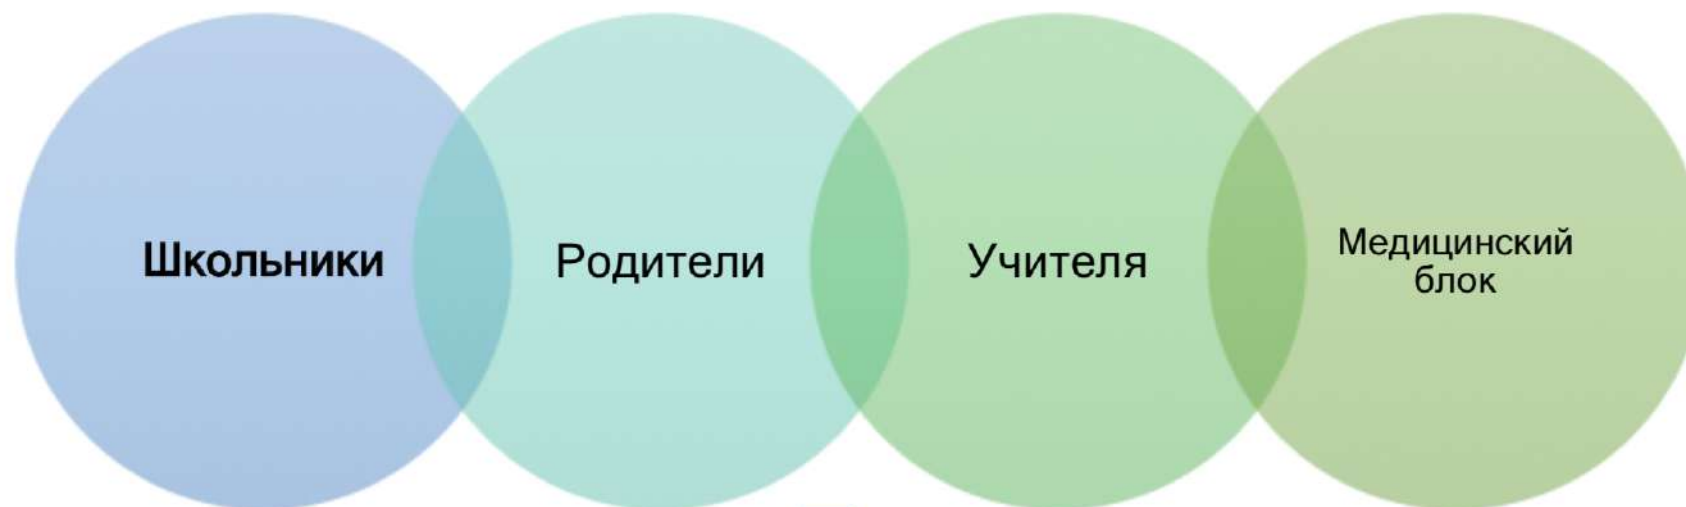 Школьники
Родители
Учителя
Медицинский
блок